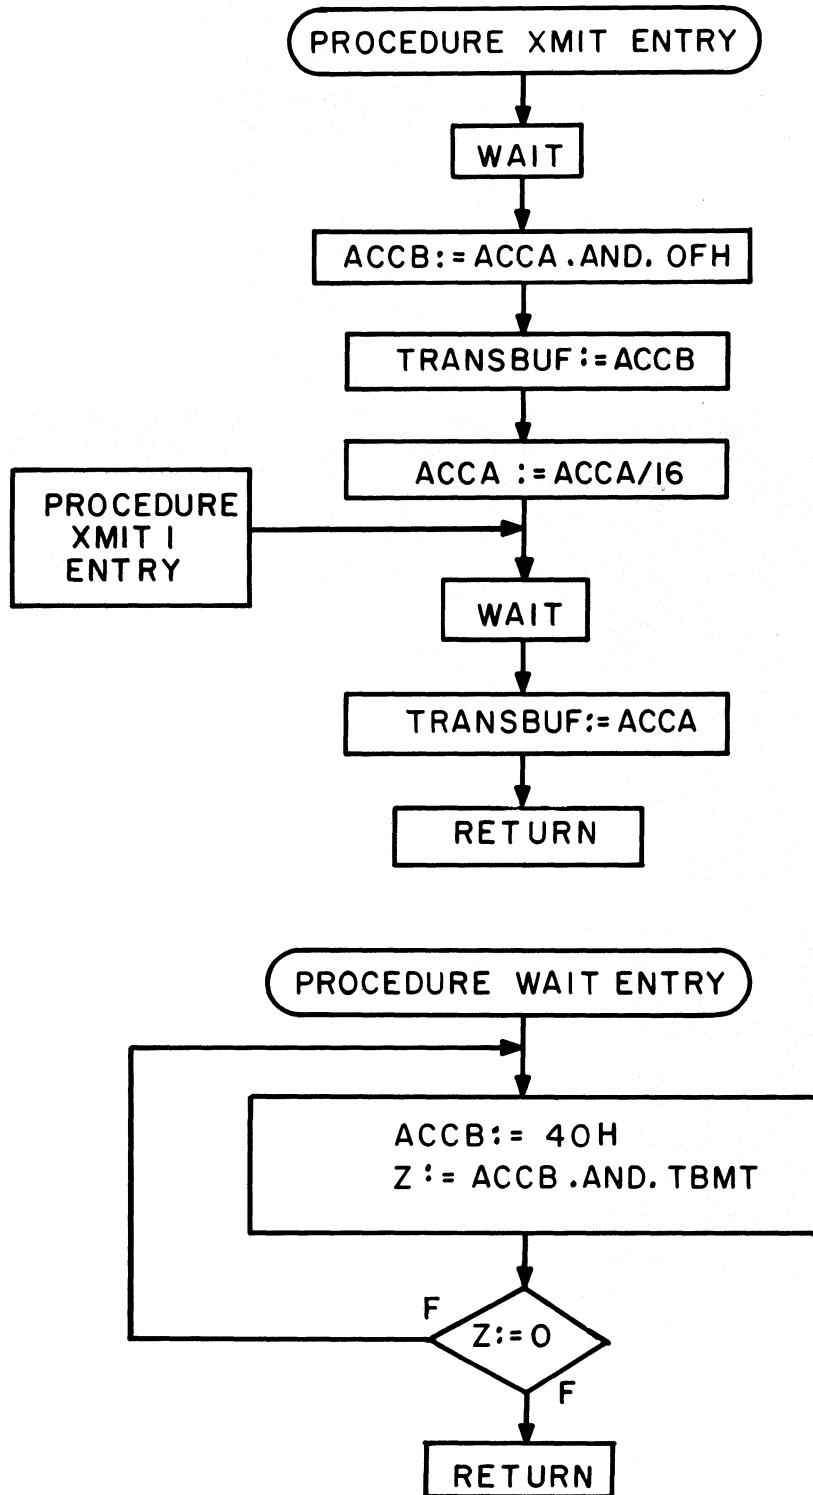 PROCEDURE XMIT ENTRY
WAIT
ACCB:=ACCA.AND.OFH
TRANSBUF:=ACCB
ACCA:=ACCA/16
PROCEDURE
XMIT I
ENTRY
WAIT
TRANSBUF:=ACCA
RETURN
PROCEDURE WAIT ENTRY
ACCB:= 40H
Z:= ACCB.AND.TBMT
F
Z:=0
F
RETURN